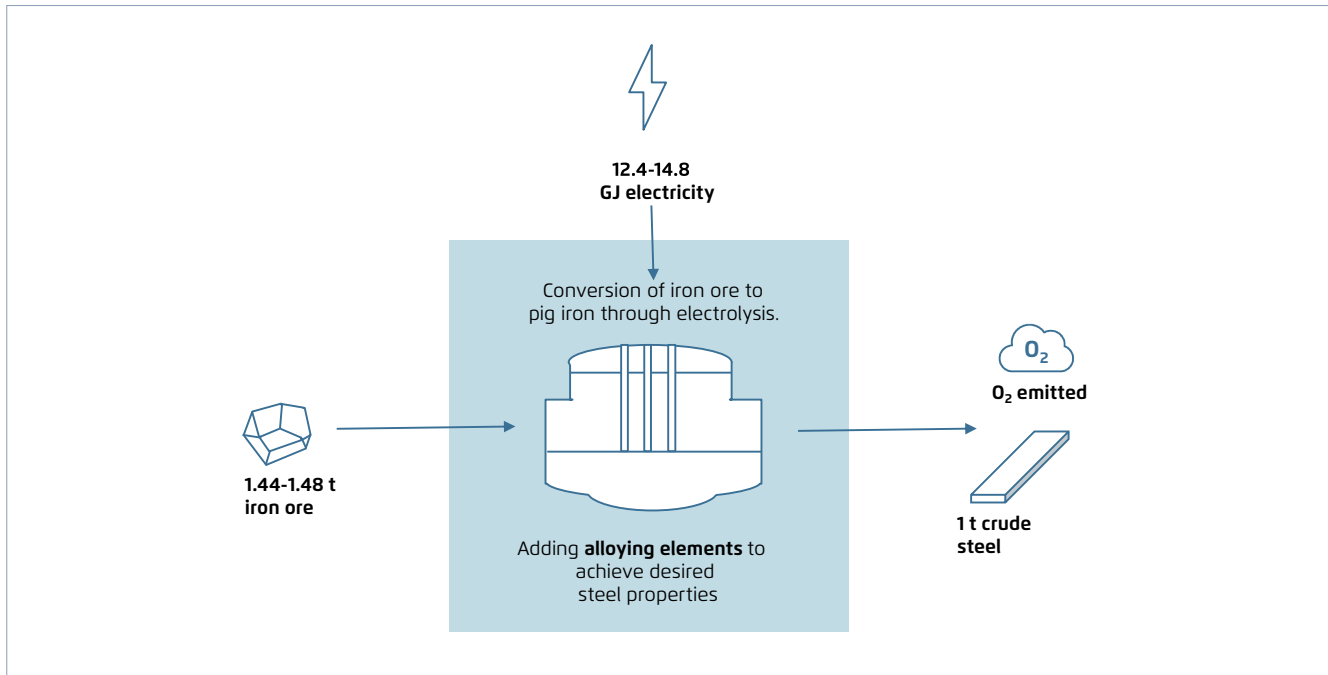 12.4-14.8
GJ electricity
Conversion of iron ore to
pig iron through electrolysis.
O₂
O₂ emitted
1.44-1.48 t
iron ore
1 t crude
steel
Adding alloying elements to
achieve desired
steel properties